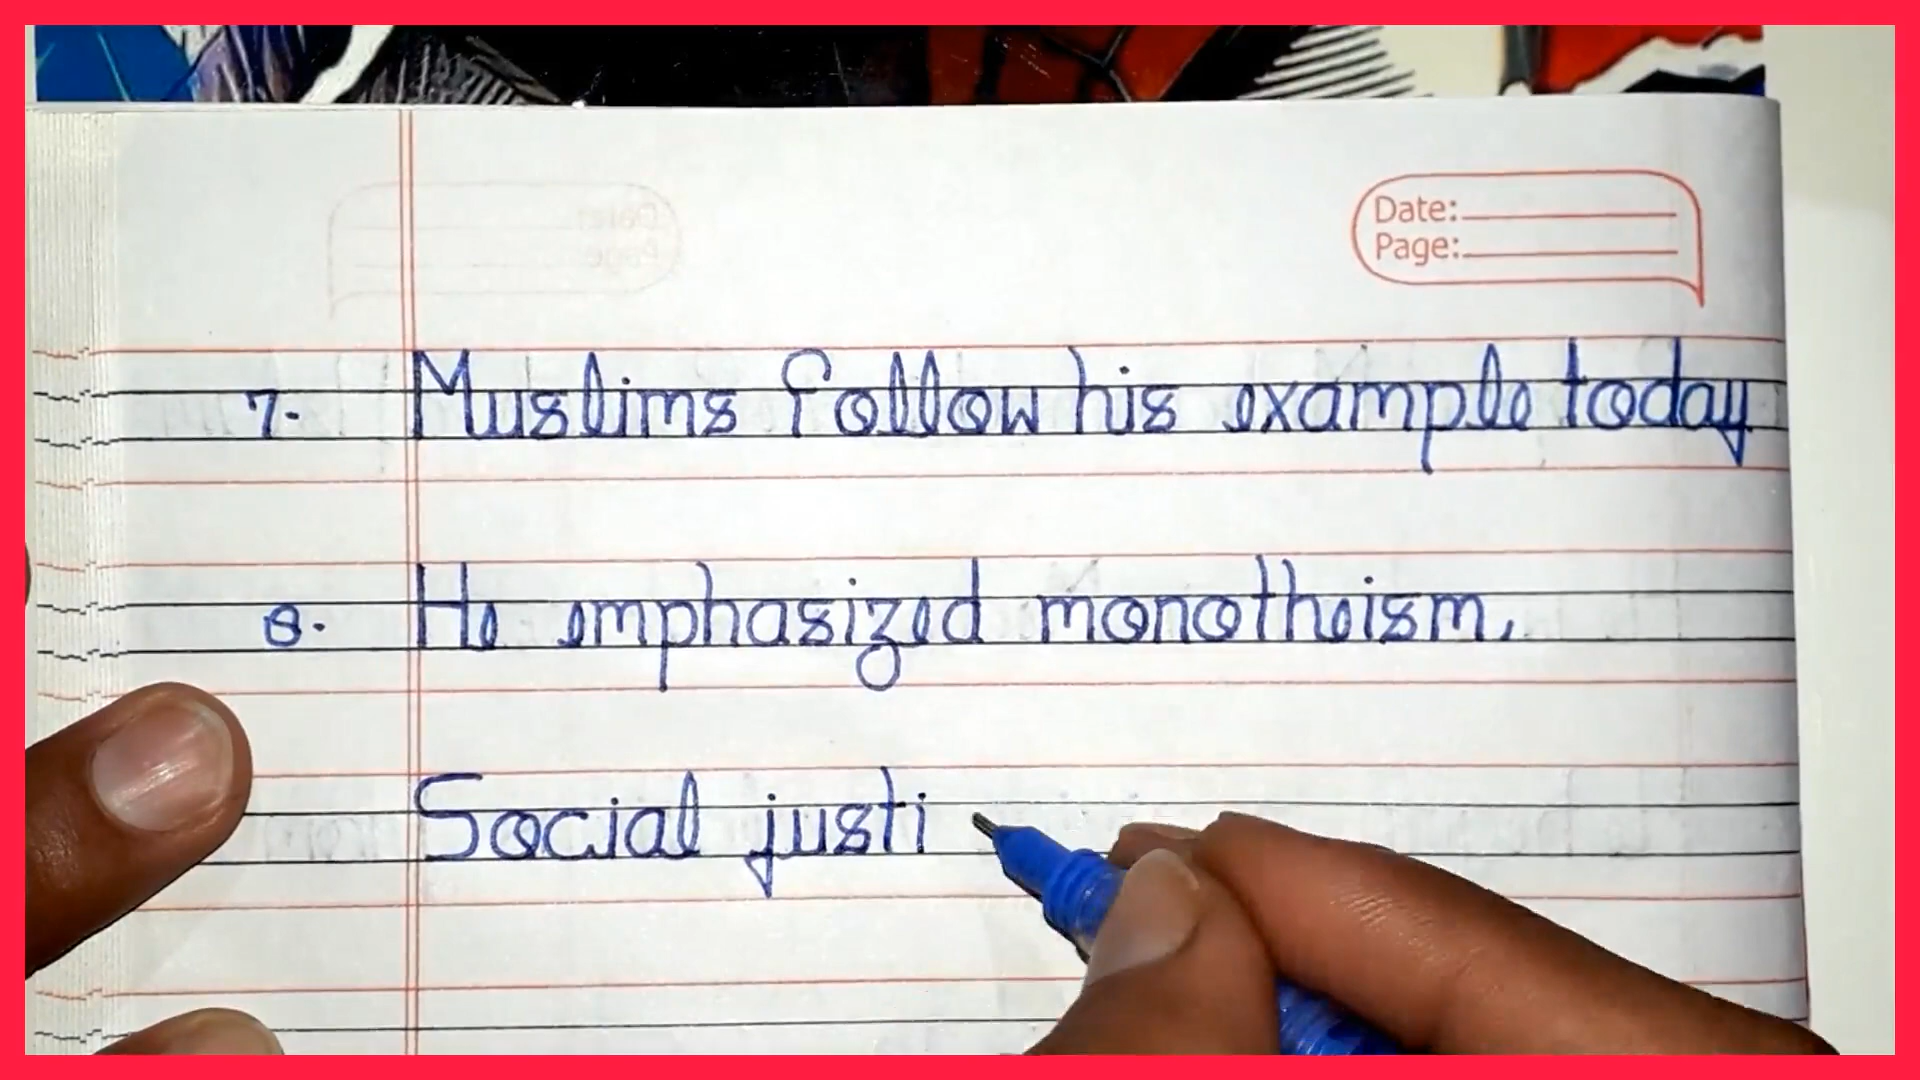 Date:
Page:
7. Muslims follow his example today
8. He emphasized monotheism,
Social justi